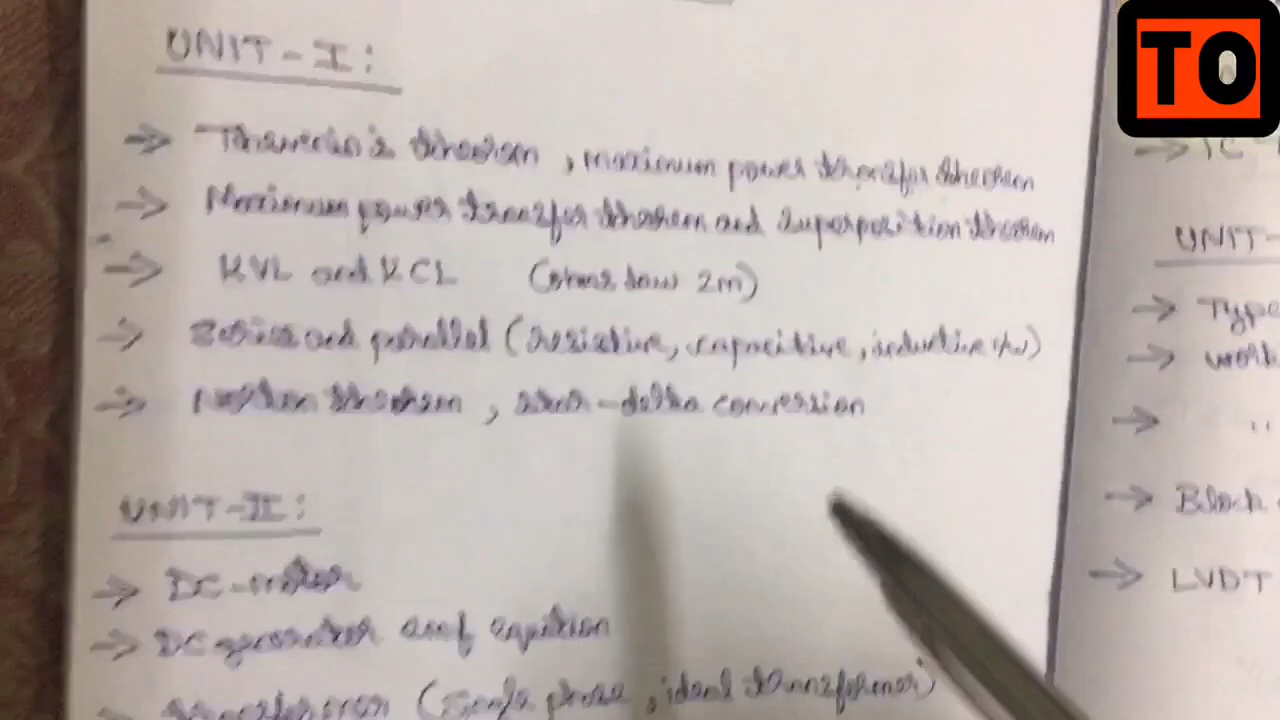 TO
UNIT-I:
→ Thevenin's theorem, maximum power transfer theorem
→ Maximum power transfer theorem and superposition theorem
→ KVL and KCL (ohms law 2m)
→ Series and parallel (resistive, capacitive, inductive
→ Norton theorem, star-delta conversion
UNIT-II:
→ DC-motor
→ DC generator emf eqution
→ (Single phase, ideal transformer)
→ IC
UNIT-
→ Type
→ work
→ ''
→ Block
→ LVDT